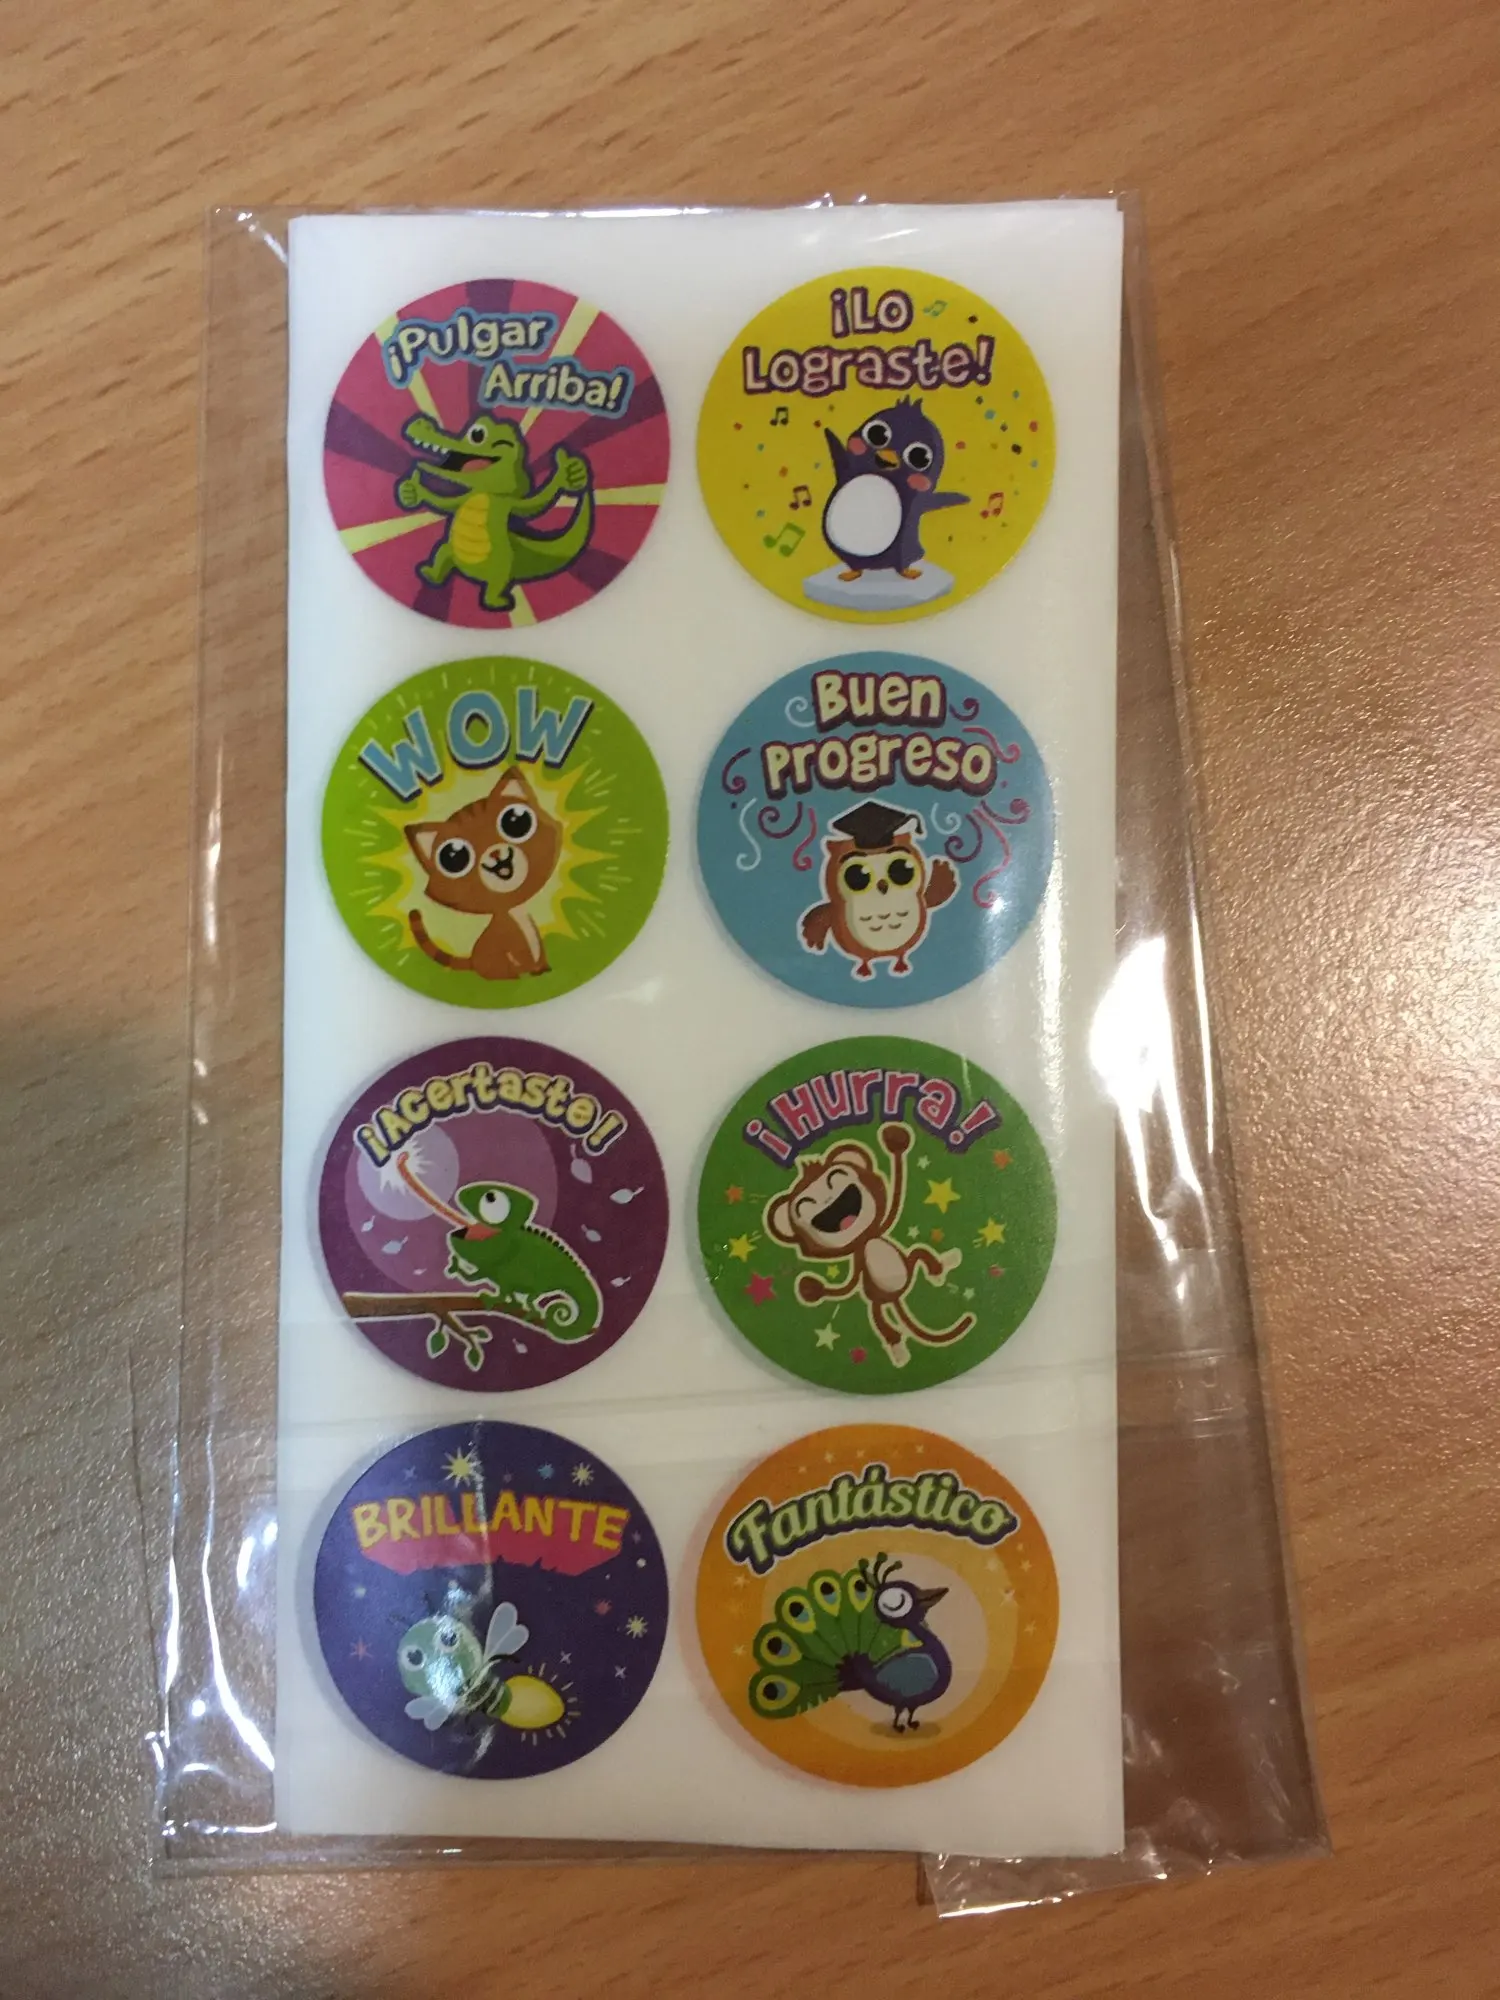 ¡Pulgar
Arriba!
¡Lo
Lograste!
WOW
Buen
Progreso
¡Acertaste!
¡Hurra!
BRILLANTE
Fantástico